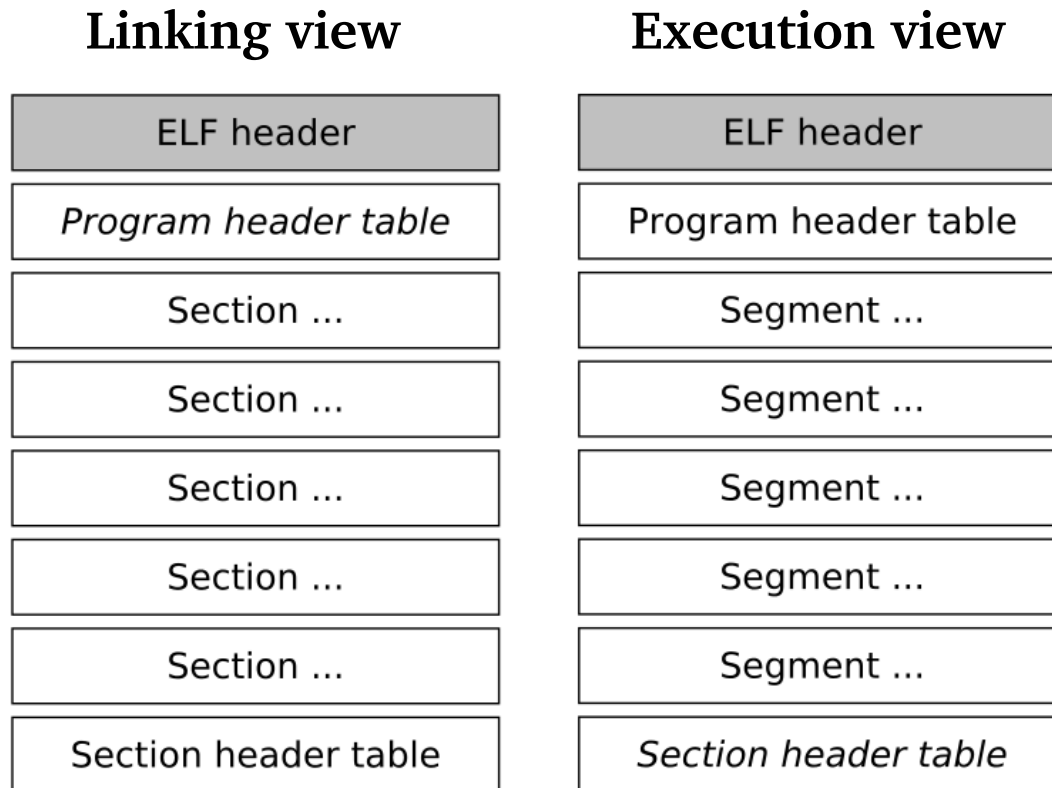 Linking view
ELF header
Program header table
Section ...
Section ...
Section ...
Section ...
Section ...
Section header table
Execution view
ELF header
Program header table
Segment ...
Segment ...
Segment ...
Segment ...
Segment ...
Section header table